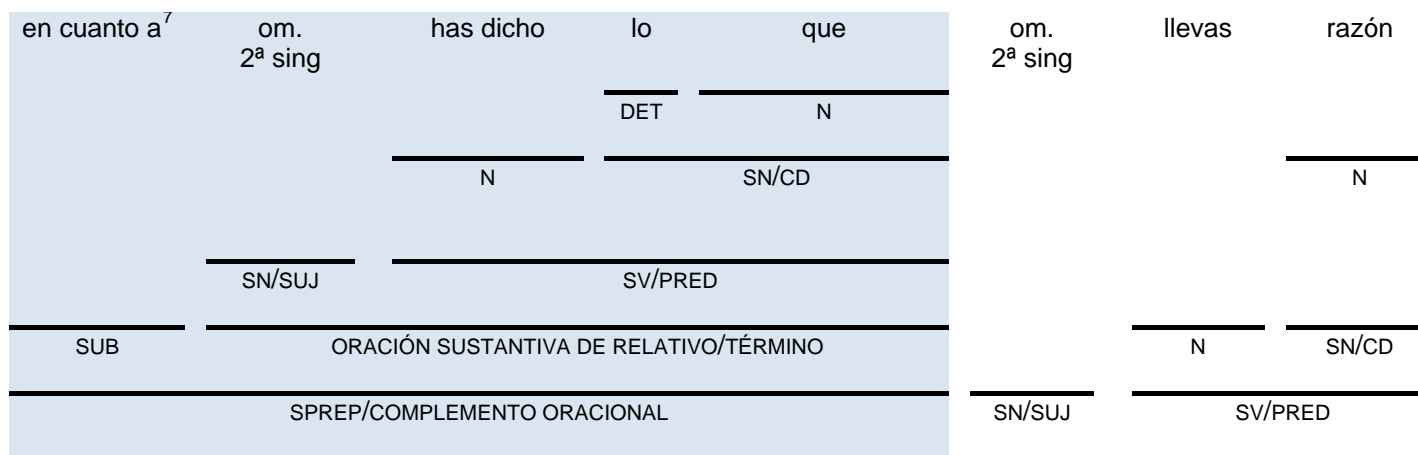 en cuanto a7 om. has dicho lo que om. llevas razón
2ª sing 2ª sing
DET N
N SN/CD N
SN/SUJ SV/PRED
SUB ORACIÓN SUSTANTIVA DE RELATIVO/TÉRMINO N SN/CD
SPREP/COMPLEMENTO ORACIONAL SN/SUJ SV/PRED